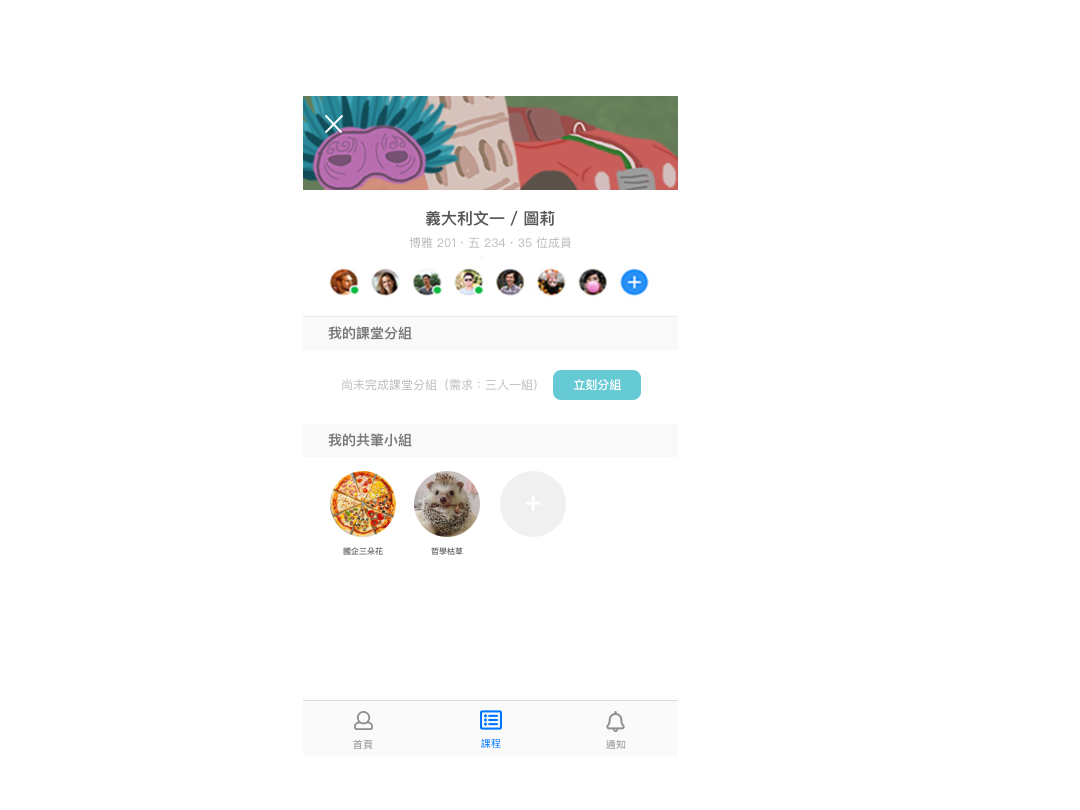 義大利文一 / 圖莉
博雅 201 · 五 234 · 35 位成員
我的課堂分組
尚未完成課堂分組（需求：三人一組） 立刻分組
我的共筆小組
國企三朵花 哲學枯草
首頁 課程 通知